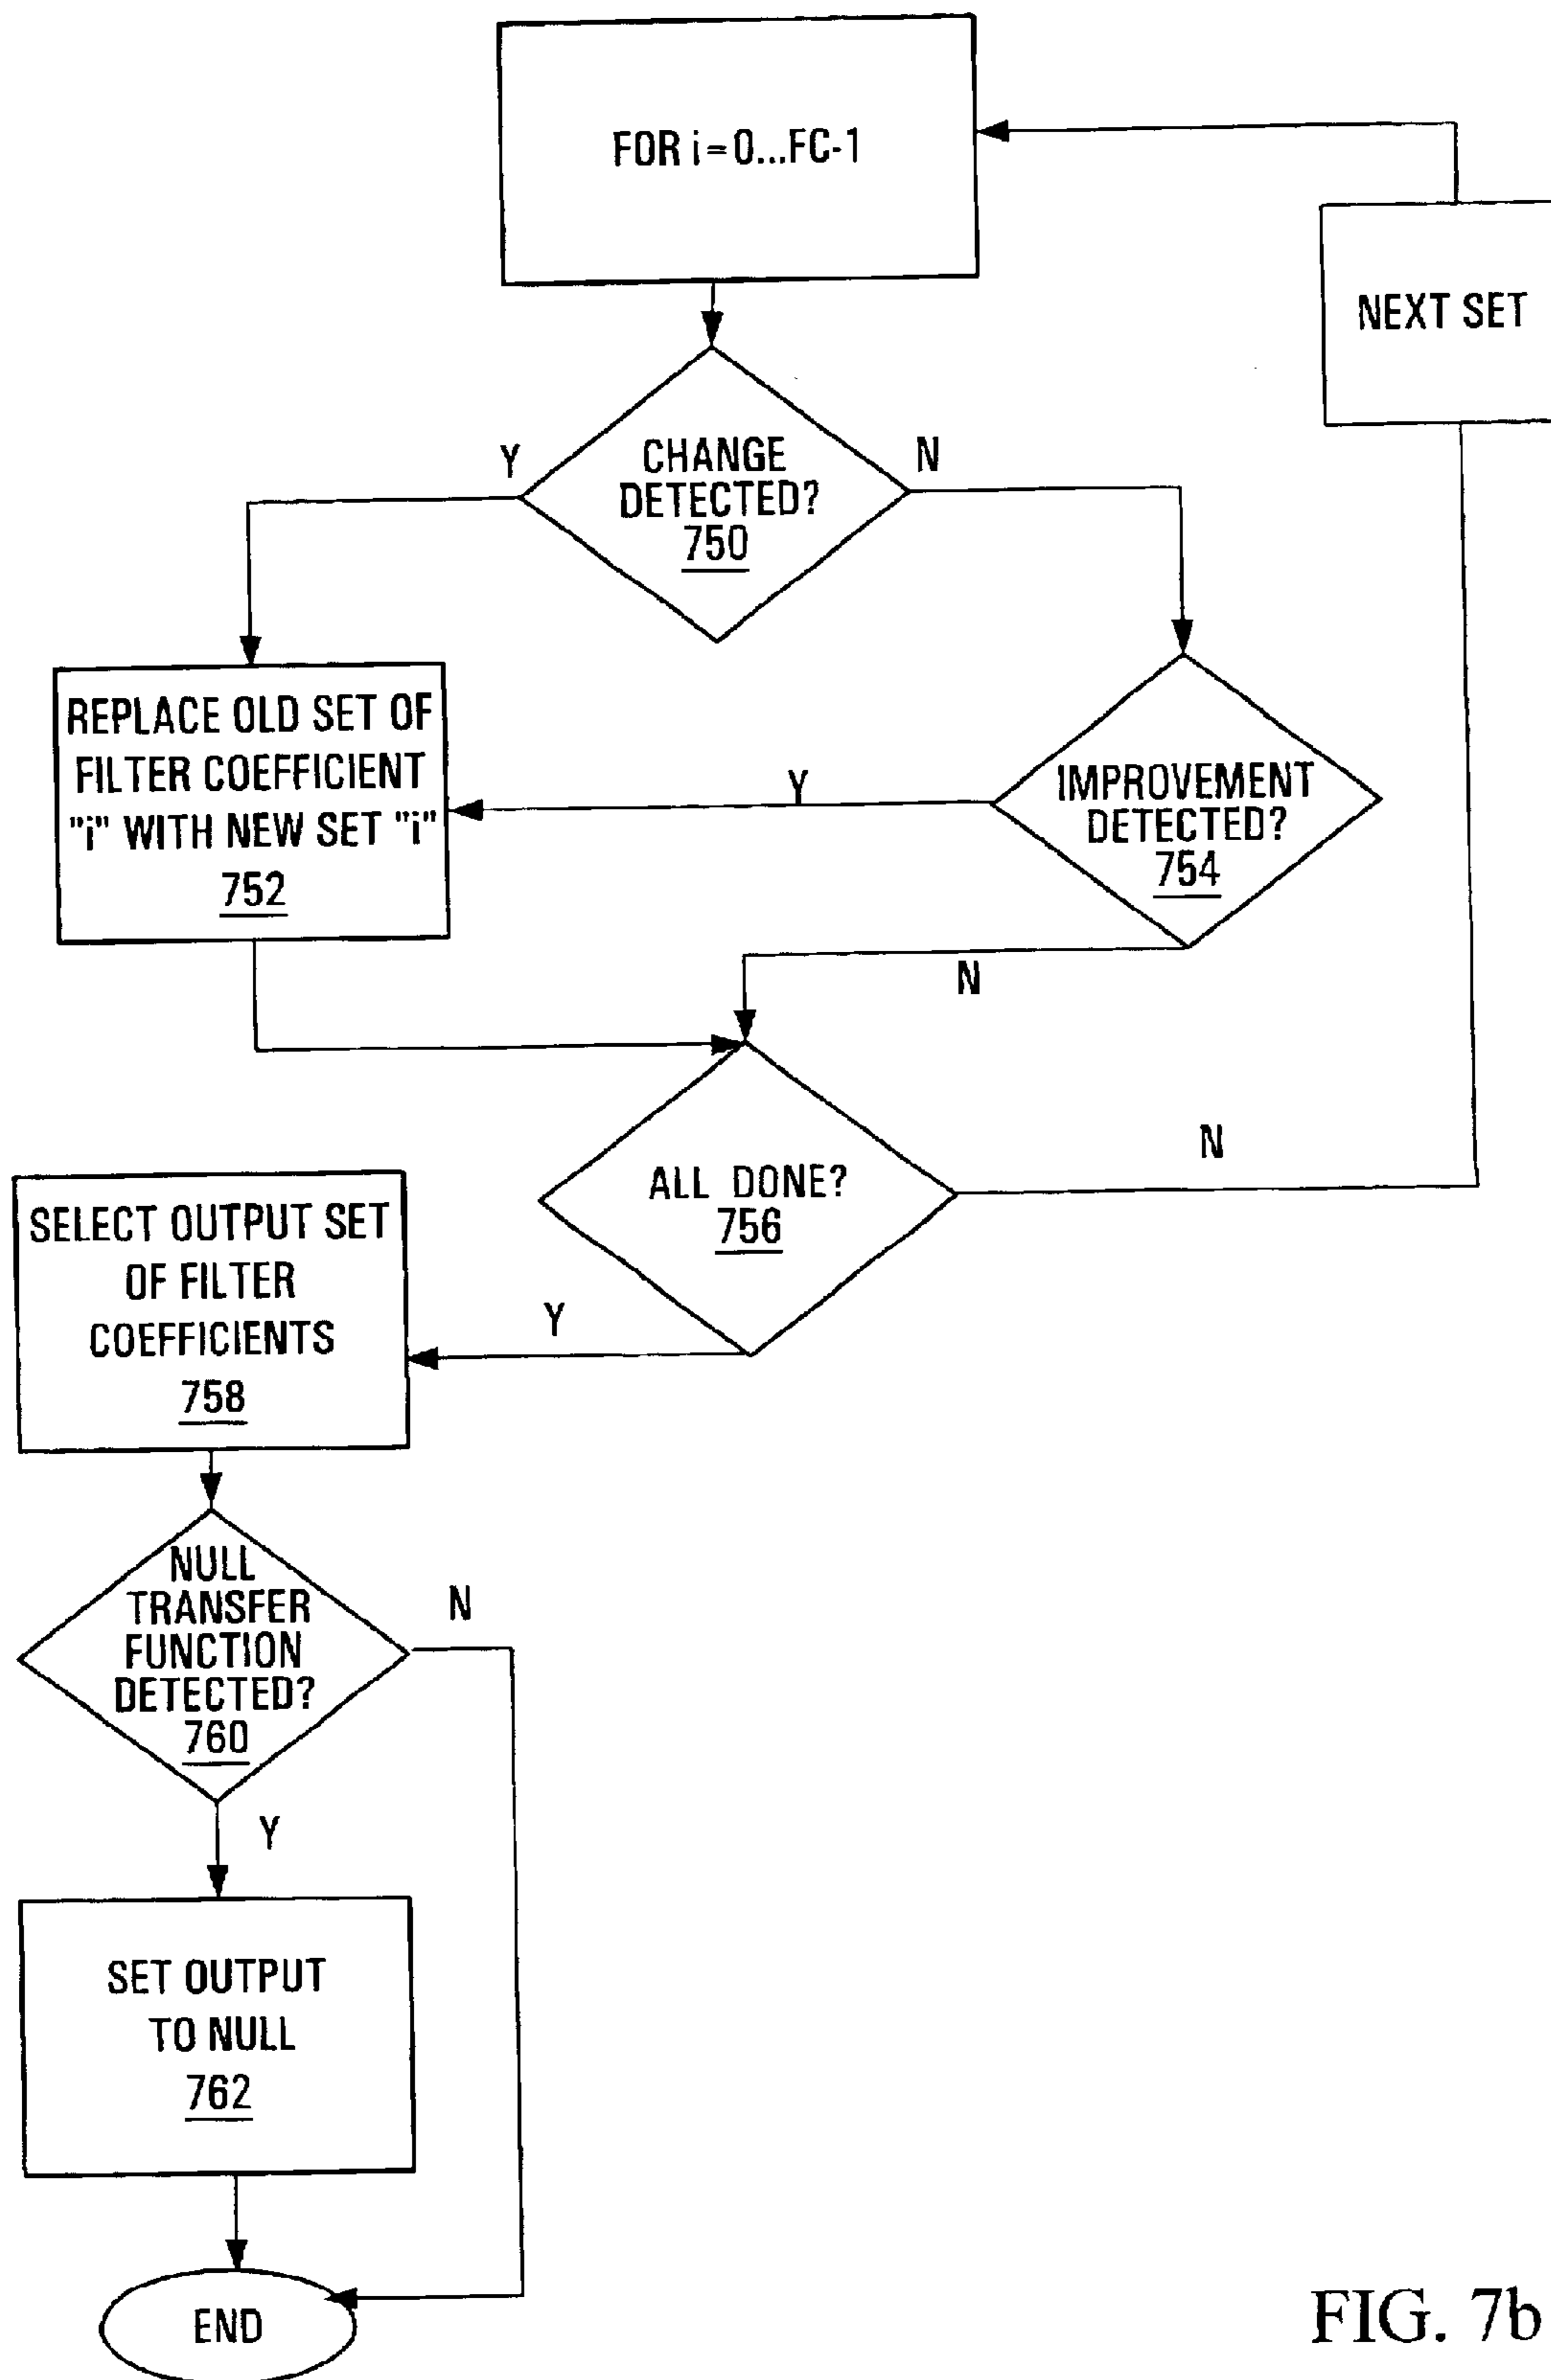 FOR i=0...FC-1
NEXT SET
CHANGE
DETECTED?
750
Y
N
REPLACE OLD SET OF
FILTER COEFFICIENT
"i" WITH NEW SET "i"
752
Y
IMPROVEMENT
DETECTED?
754
N
ALL DONE?
756
N
Y
SELECT OUTPUT SET
OF FILTER
COEFFICIENTS
758
NULL
TRANSFER
FUNCTION
DETECTED?
760
N
Y
SET OUTPUT
TO NULL
762
END
FIG. 7b